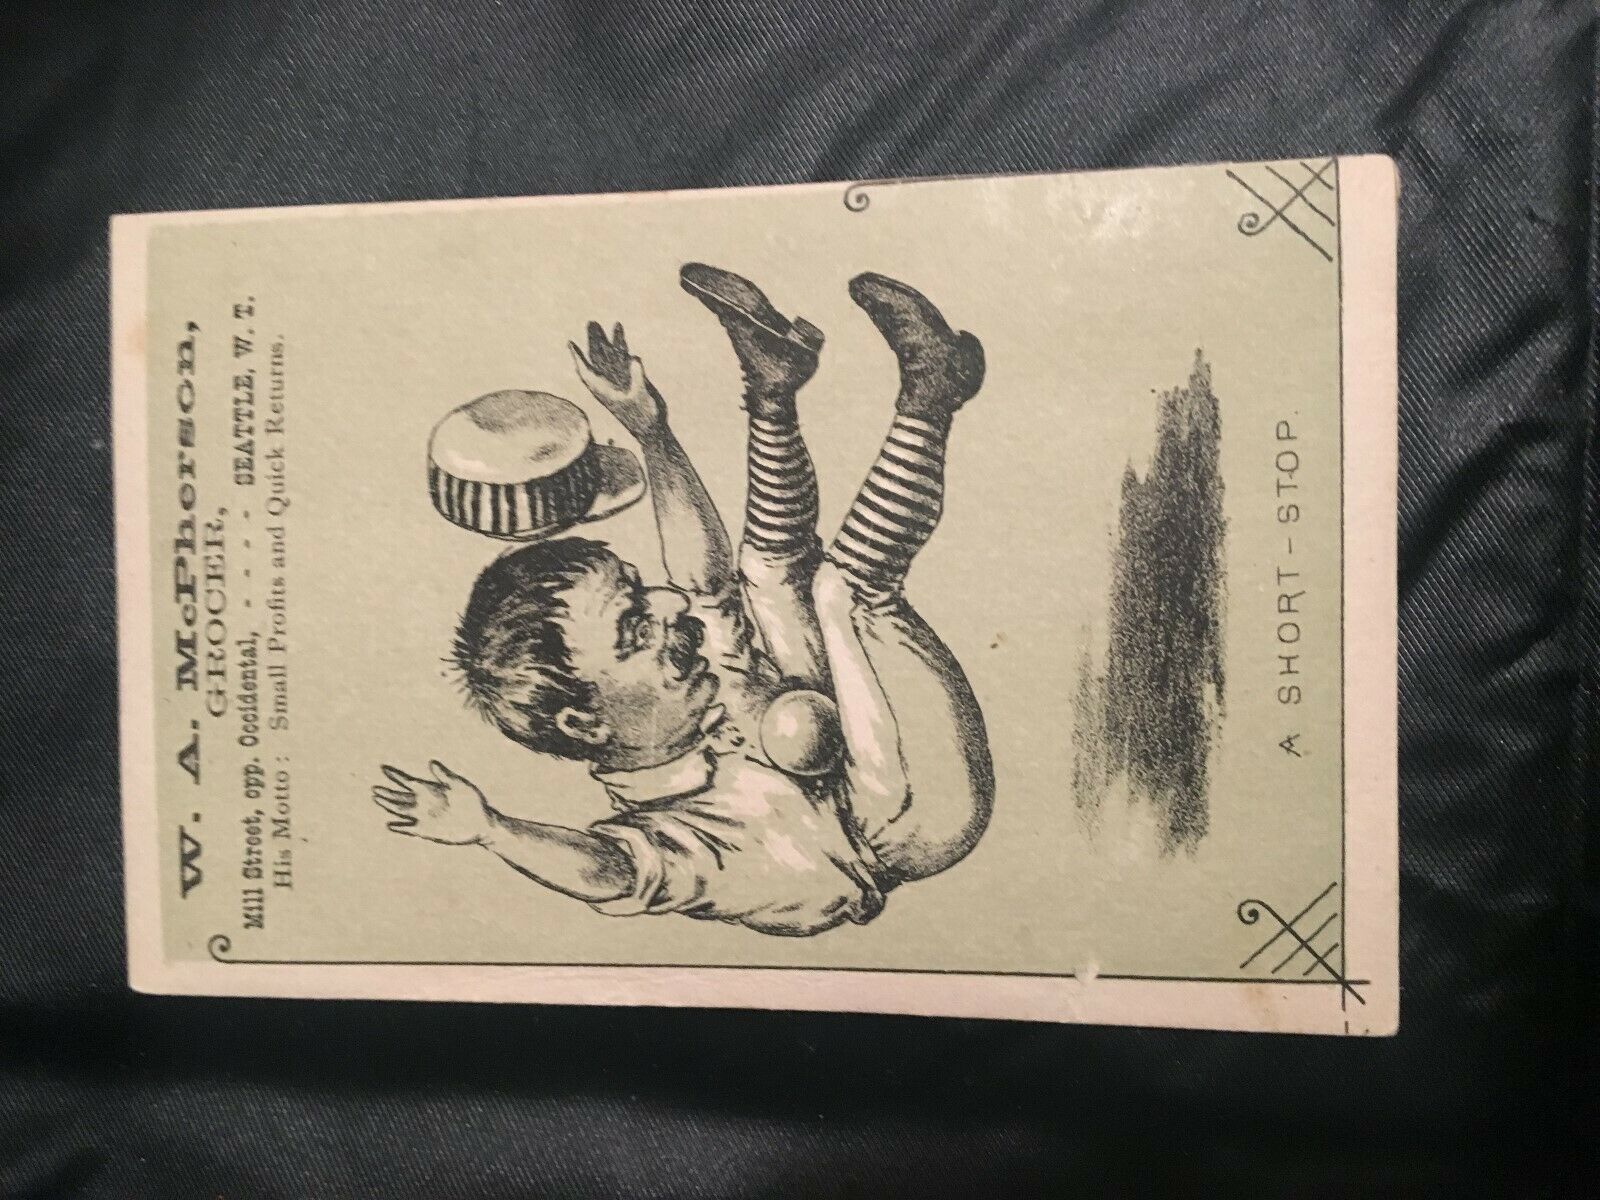 W. A. McPherson,
GROCER,
Mill Street, opp. Occidental, - - - - SEATTLE, W. T.
His Motto: Small Profits and Quick Returns.
A SHORT-STOP.